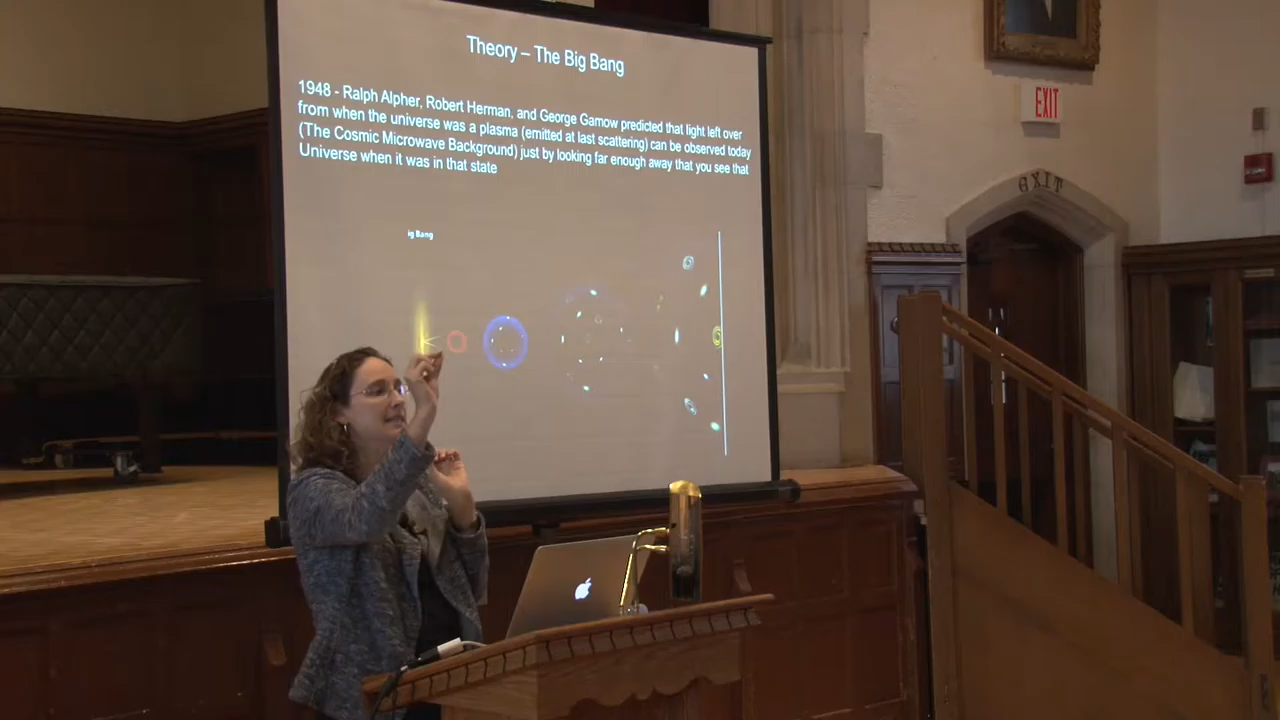 Theory – The Big Bang
1948 - Ralph Alpher, Robert Herman, and George Gamow predicted that light left over
from when the universe was a plasma (emitted at last scattering) can be observed today
(The Cosmic Microwave Background) just by looking far enough away that you see that
Universe when it was in that state
ig Bang
EXIT
EXIT